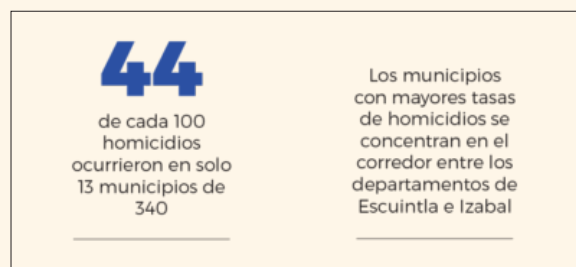 44
de cada 100
homicidios
ocurrieron en solo
13 municipios de
340
Los municipios
con mayores tasas
de homicidios se
concentran en el
corredor entre los
departamentos de
Escuintla e Izabal